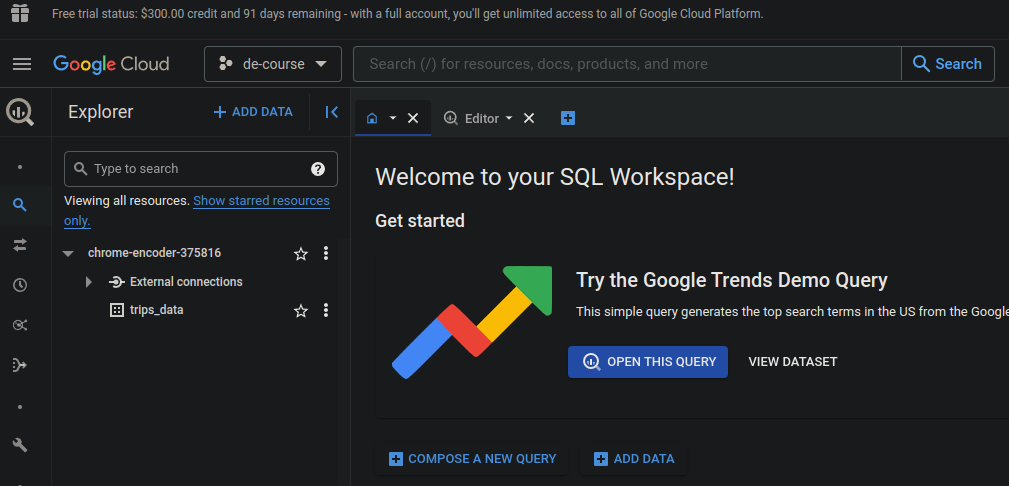 Free trial status: $300.00 credit and 91 days remaining - with a full account, you'll get unlimited access to all of Google Cloud Platform.
Google Cloud
de-course
Search (/) for resources, docs, products, and more
Search
Explorer
ADD DATA
Editor
Type to search
Viewing all resources. Show starred resources
only.
chrome-encoder-375816
External connections
trips_data
Welcome to your SQL Workspace!
Get started
Try the Google Trends Demo Query
This simple query generates the top search terms in the US from the Google
OPEN THIS QUERY
VIEW DATASET
COMPOSE A NEW QUERY
ADD DATA